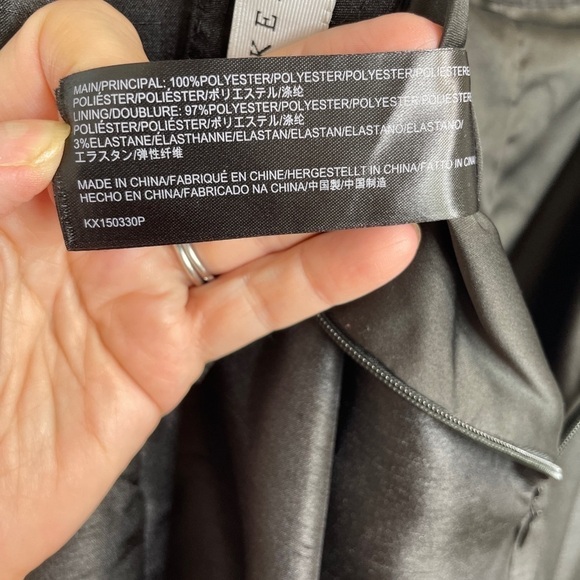 KE
MAIN/PRINCIPAL: 100%POLYESTER/POLYESTER/POLYESTER/POLIESTERE
POLIÉSTER/POLIÉSTER/ポリエステル/涤纶
LINING/DOUBLURE: 97%POLYESTER/POLYESTER/POLYESTER/POLIESTERE
POLIÉSTER/POLIÉSTER/ポリエステル/涤纶
3%ELASTANE/ÉLASTHANNE/ELASTAN/ELASTAN/ELASTANO/ELASTANO/
エラスタン/弹性纤维
MADE IN CHINA/FABRIQUÉ EN CHINE/HERGESTELLT IN CHINA/FATTO IN CINA/
HECHO EN CHINA/FABRICADO NA CHINA/中国製/中国制造
KX150330P